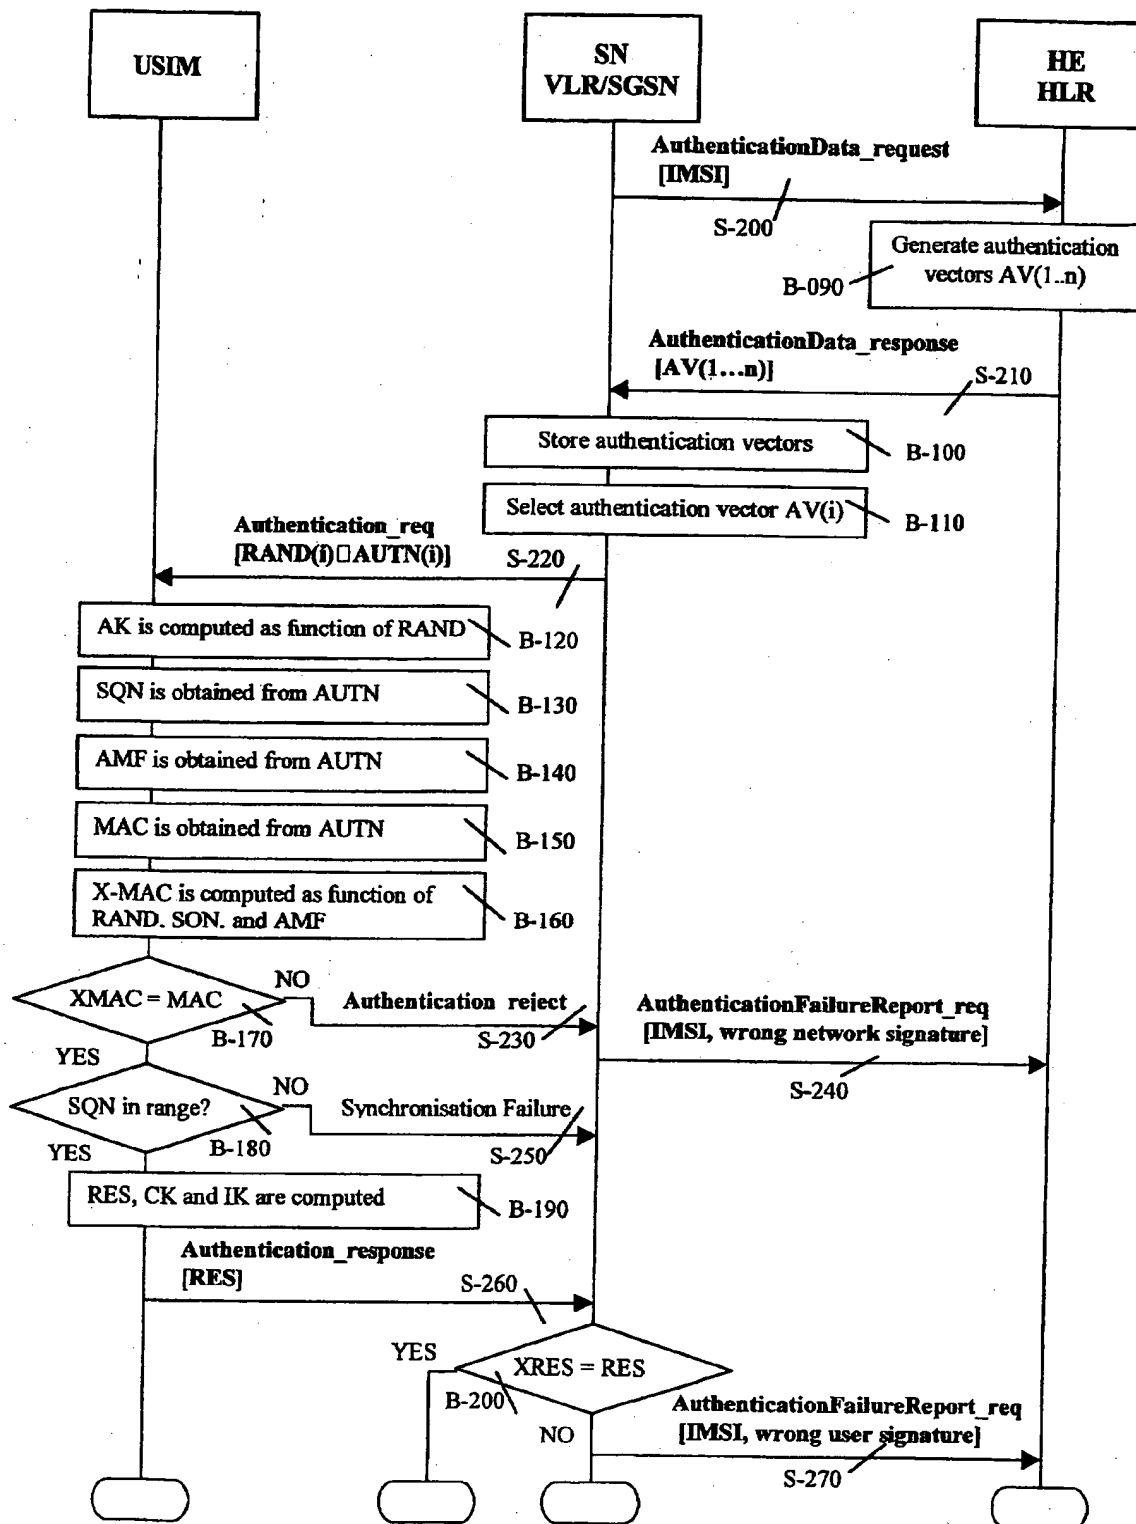 USIM
SN
VLR/SGSN
HE
HLR
AuthenticationData_request
[IMSI]
S-200
Generate authentication
vectors AV(1..n)
B-090
AuthenticationData_response
[AV(1...n)]
S-210
Store authentication vectors
B-100
Select authentication vector AV(i)
B-110
Authentication_req
[RAND(i)□AUTN(i)]
S-220
AK is computed as function of RAND
B-120
SQN is obtained from AUTN
B-130
AMF is obtained from AUTN
B-140
MAC is obtained from AUTN
B-150
X-MAC is computed as function of
RAND. SON. and AMF
B-160
XMAC = MAC
NO
B-170
YES
Authentication reject
S-230
AuthenticationFailureReport_req
[IMSI, wrong network signature]
S-240
SQN in range?
NO
B-180
YES
Synchronisation Failure
S-250
RES, CK and IK are computed
B-190
Authentication_response
[RES]
S-260
YES
XRES = RES
B-200
NO
AuthenticationFailureReport_req
[IMSI, wrong user signature]
S-270